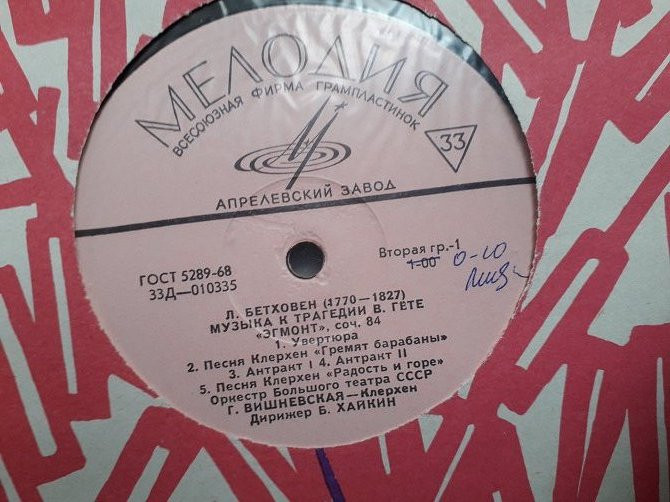 МЕЛОДИЯ
ВСЕСОЮЗНАЯ ФИРМА ГРАМПЛАСТИНОК
33
АПРЕЛЕВСКИЙ ЗАВОД
ГОСТ 5289-68
33Д—010335
Вторая гр.-1
1-00 0-10
Л. БЕТХОВЕН (1770—1827)
МУЗЫКА К ТРАГЕДИИ В. ГЁТЕ
«ЭГМОНТ», соч. 84
1. Увертюра
2. Песня Клерхен «Гремят барабаны»
3. Антракт I 4. Антракт II
5. Песня Клерхен «Радость и горе»
Оркестр Большого театра СССР
Г. ВИШНЕВСКАЯ—Клерхен
Дирижер Б. ХАЙКИН